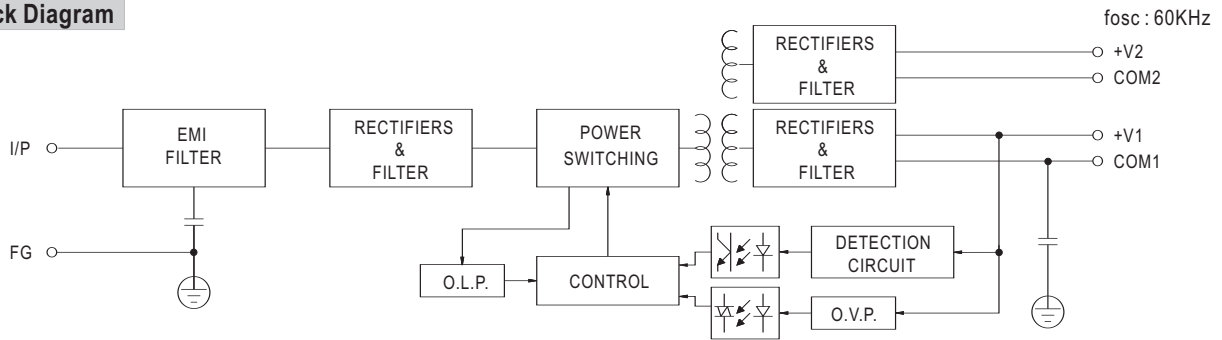 ck Diagram
fosc : 60KHz
RECTIFIERS
&
FILTER
+V2
COM2
I/P
EMI
FILTER
RECTIFIERS
&
FILTER
POWER
SWITCHING
RECTIFIERS
&
FILTER
+V1
COM1
FG
O.L.P.
CONTROL
DETECTION
CIRCUIT
O.V.P.